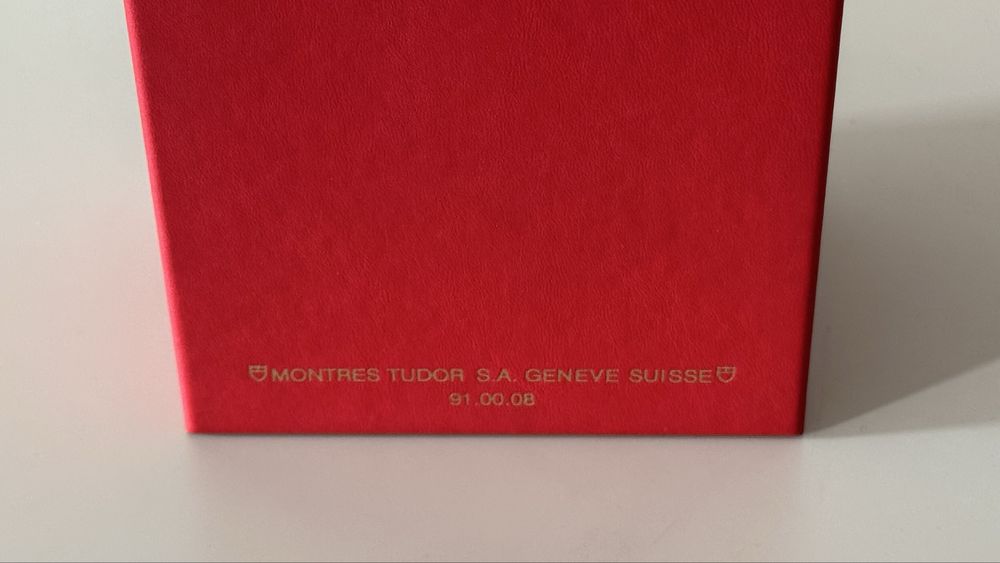 MONTRES TUDOR S.A. GENEVE SUISSE
91.00.08